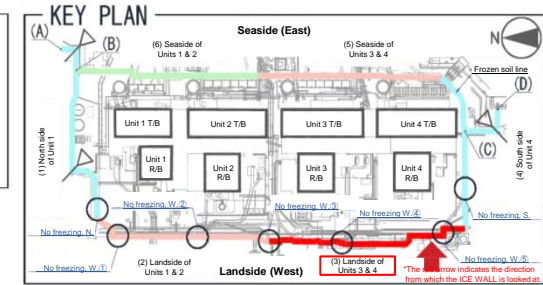 KEY PLAN
Seaside (East)
N
(A)
(B)
(6) Seaside of
Units 1 & 2
(5) Seaside of
Units 3 & 4
Frozen soil line
(D)
(C)
(1) North side
of Unit 1
(4) South side
of Unit 4
Unit 1 T/B
Unit 2 T/B
Unit 3 T/B
Unit 4 T/B
Unit 1
R/B
Unit 2
R/B
Unit 3
R/B
Unit 4
R/B
No freezing, W.②
No freezing, W.③
No freezing W.④
No freezing, S.
No freezing, N.
No freezing, W.①
No freezing, W.⑤
(2) Landside of
Units 1 & 2
Landside (West)
(3) Landside of
Units 3 & 4
*The red arrow indicates the direction
from which the ICE WALL is looked at.